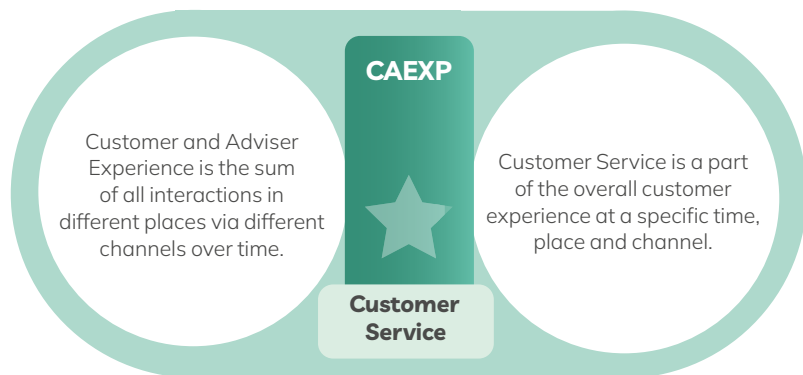 CAEXP
Customer and Adviser
Experience is the sum
of all interactions in
different places via different
channels over time.
Customer Service is a part
of the overall customer
experience at a specific time,
place and channel.
Customer
Service